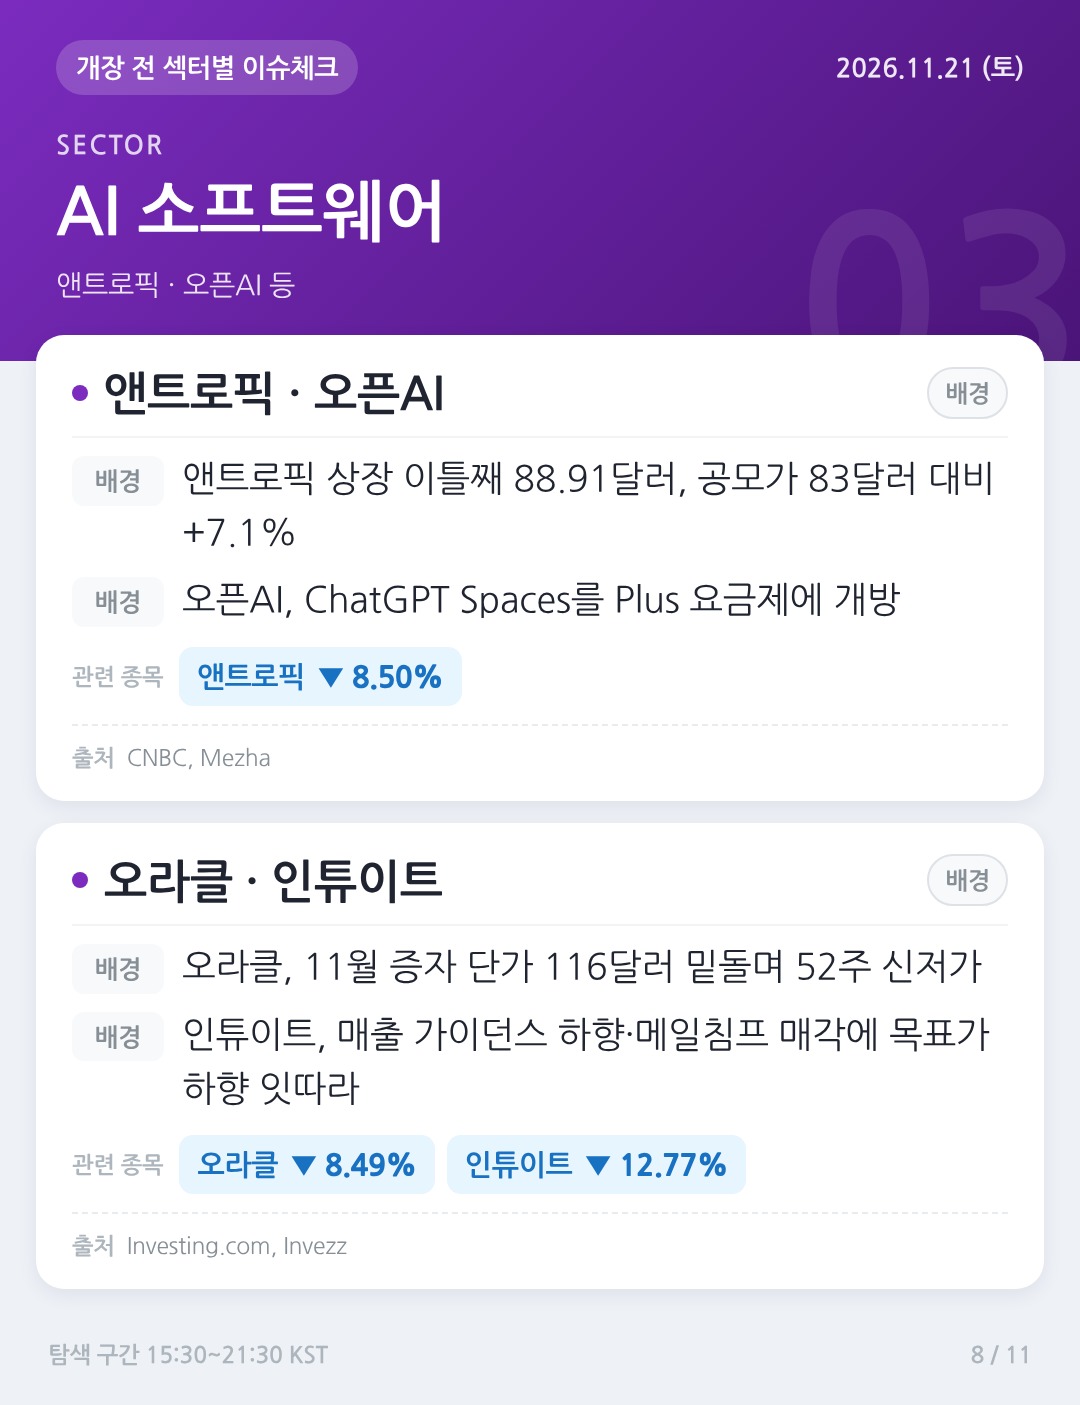 개장 전 섹터별 이슈체크
2026.11.21 (토)
SECTOR
AI 소프트웨어
앤트로픽 · 오픈AI 등
03
앤트로픽 · 오픈AI
배경
배경 앤트로픽 상장 이틀째 88.91달러, 공모가 83달러 대비
+7.1%
배경 오픈AI, ChatGPT Spaces를 Plus 요금제에 개방
관련 종목 앤트로픽 ▼ 8.50%
출처 CNBC, Mezha
오라클 · 인튜이트
배경
배경 오라클, 11월 증자 단가 116달러 밑돌며 52주 신저가
배경 인튜이트, 매출 가이던스 하향·메일침프 매각에 목표가
하향 잇따라
관련 종목 오라클 ▼ 8.49% 인튜이트 ▼ 12.77%
출처 Investing.com, Invezz
탐색 구간 15:30~21:30 KST
8 / 11